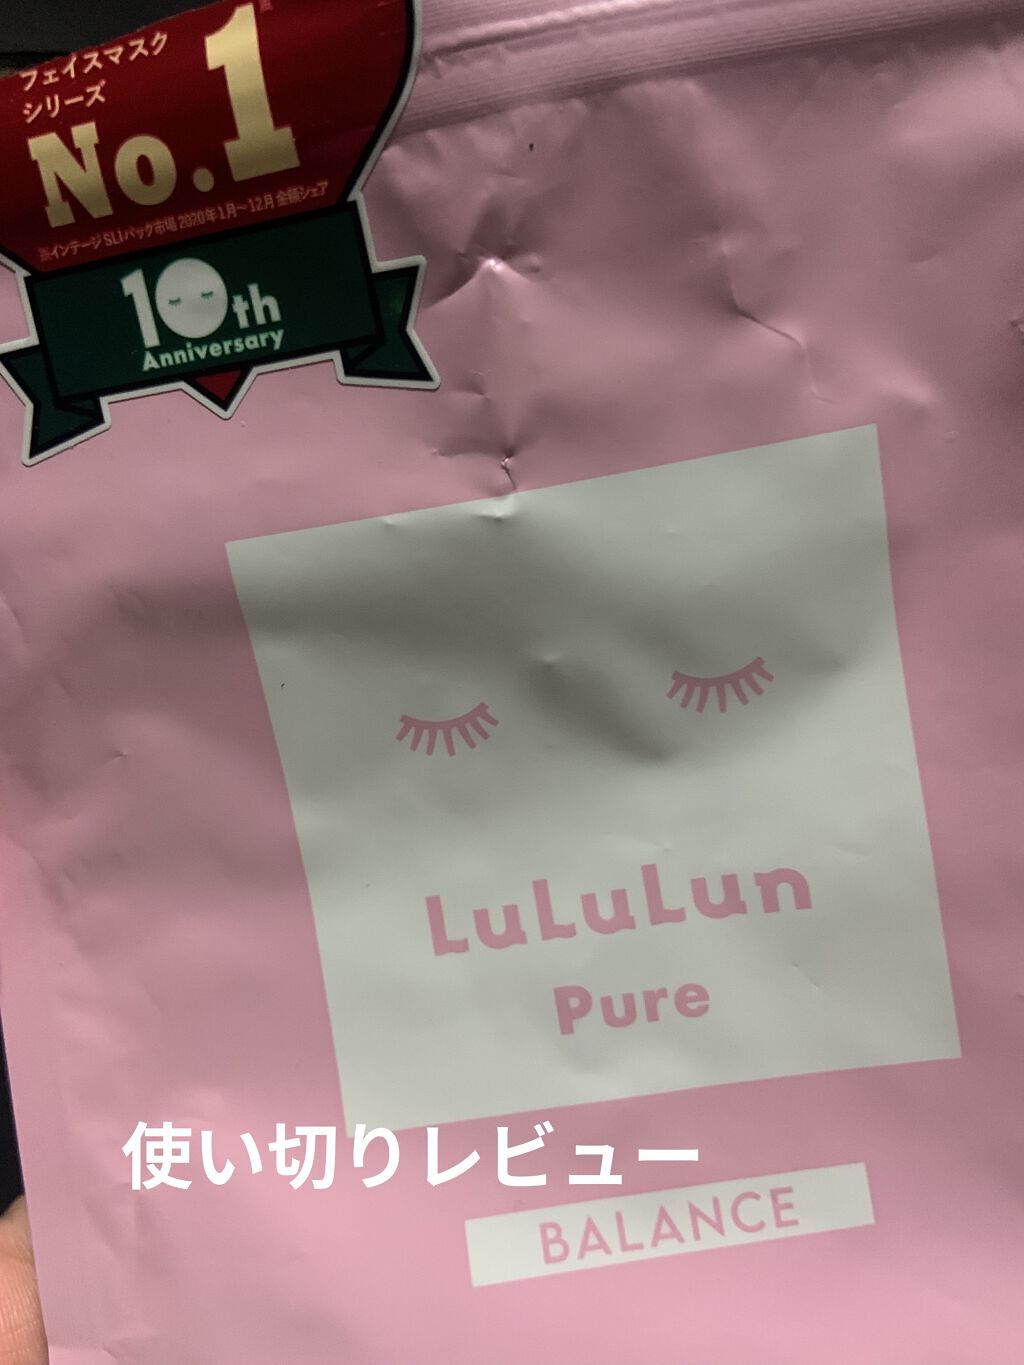 フェイスマスク
シリーズ
No.1
※インテージSLIパック市場 2020年1月〜12月 金額シェア
10th
Anniversary
LuLuLun
Pure
使い切りレビュー
BALANCE